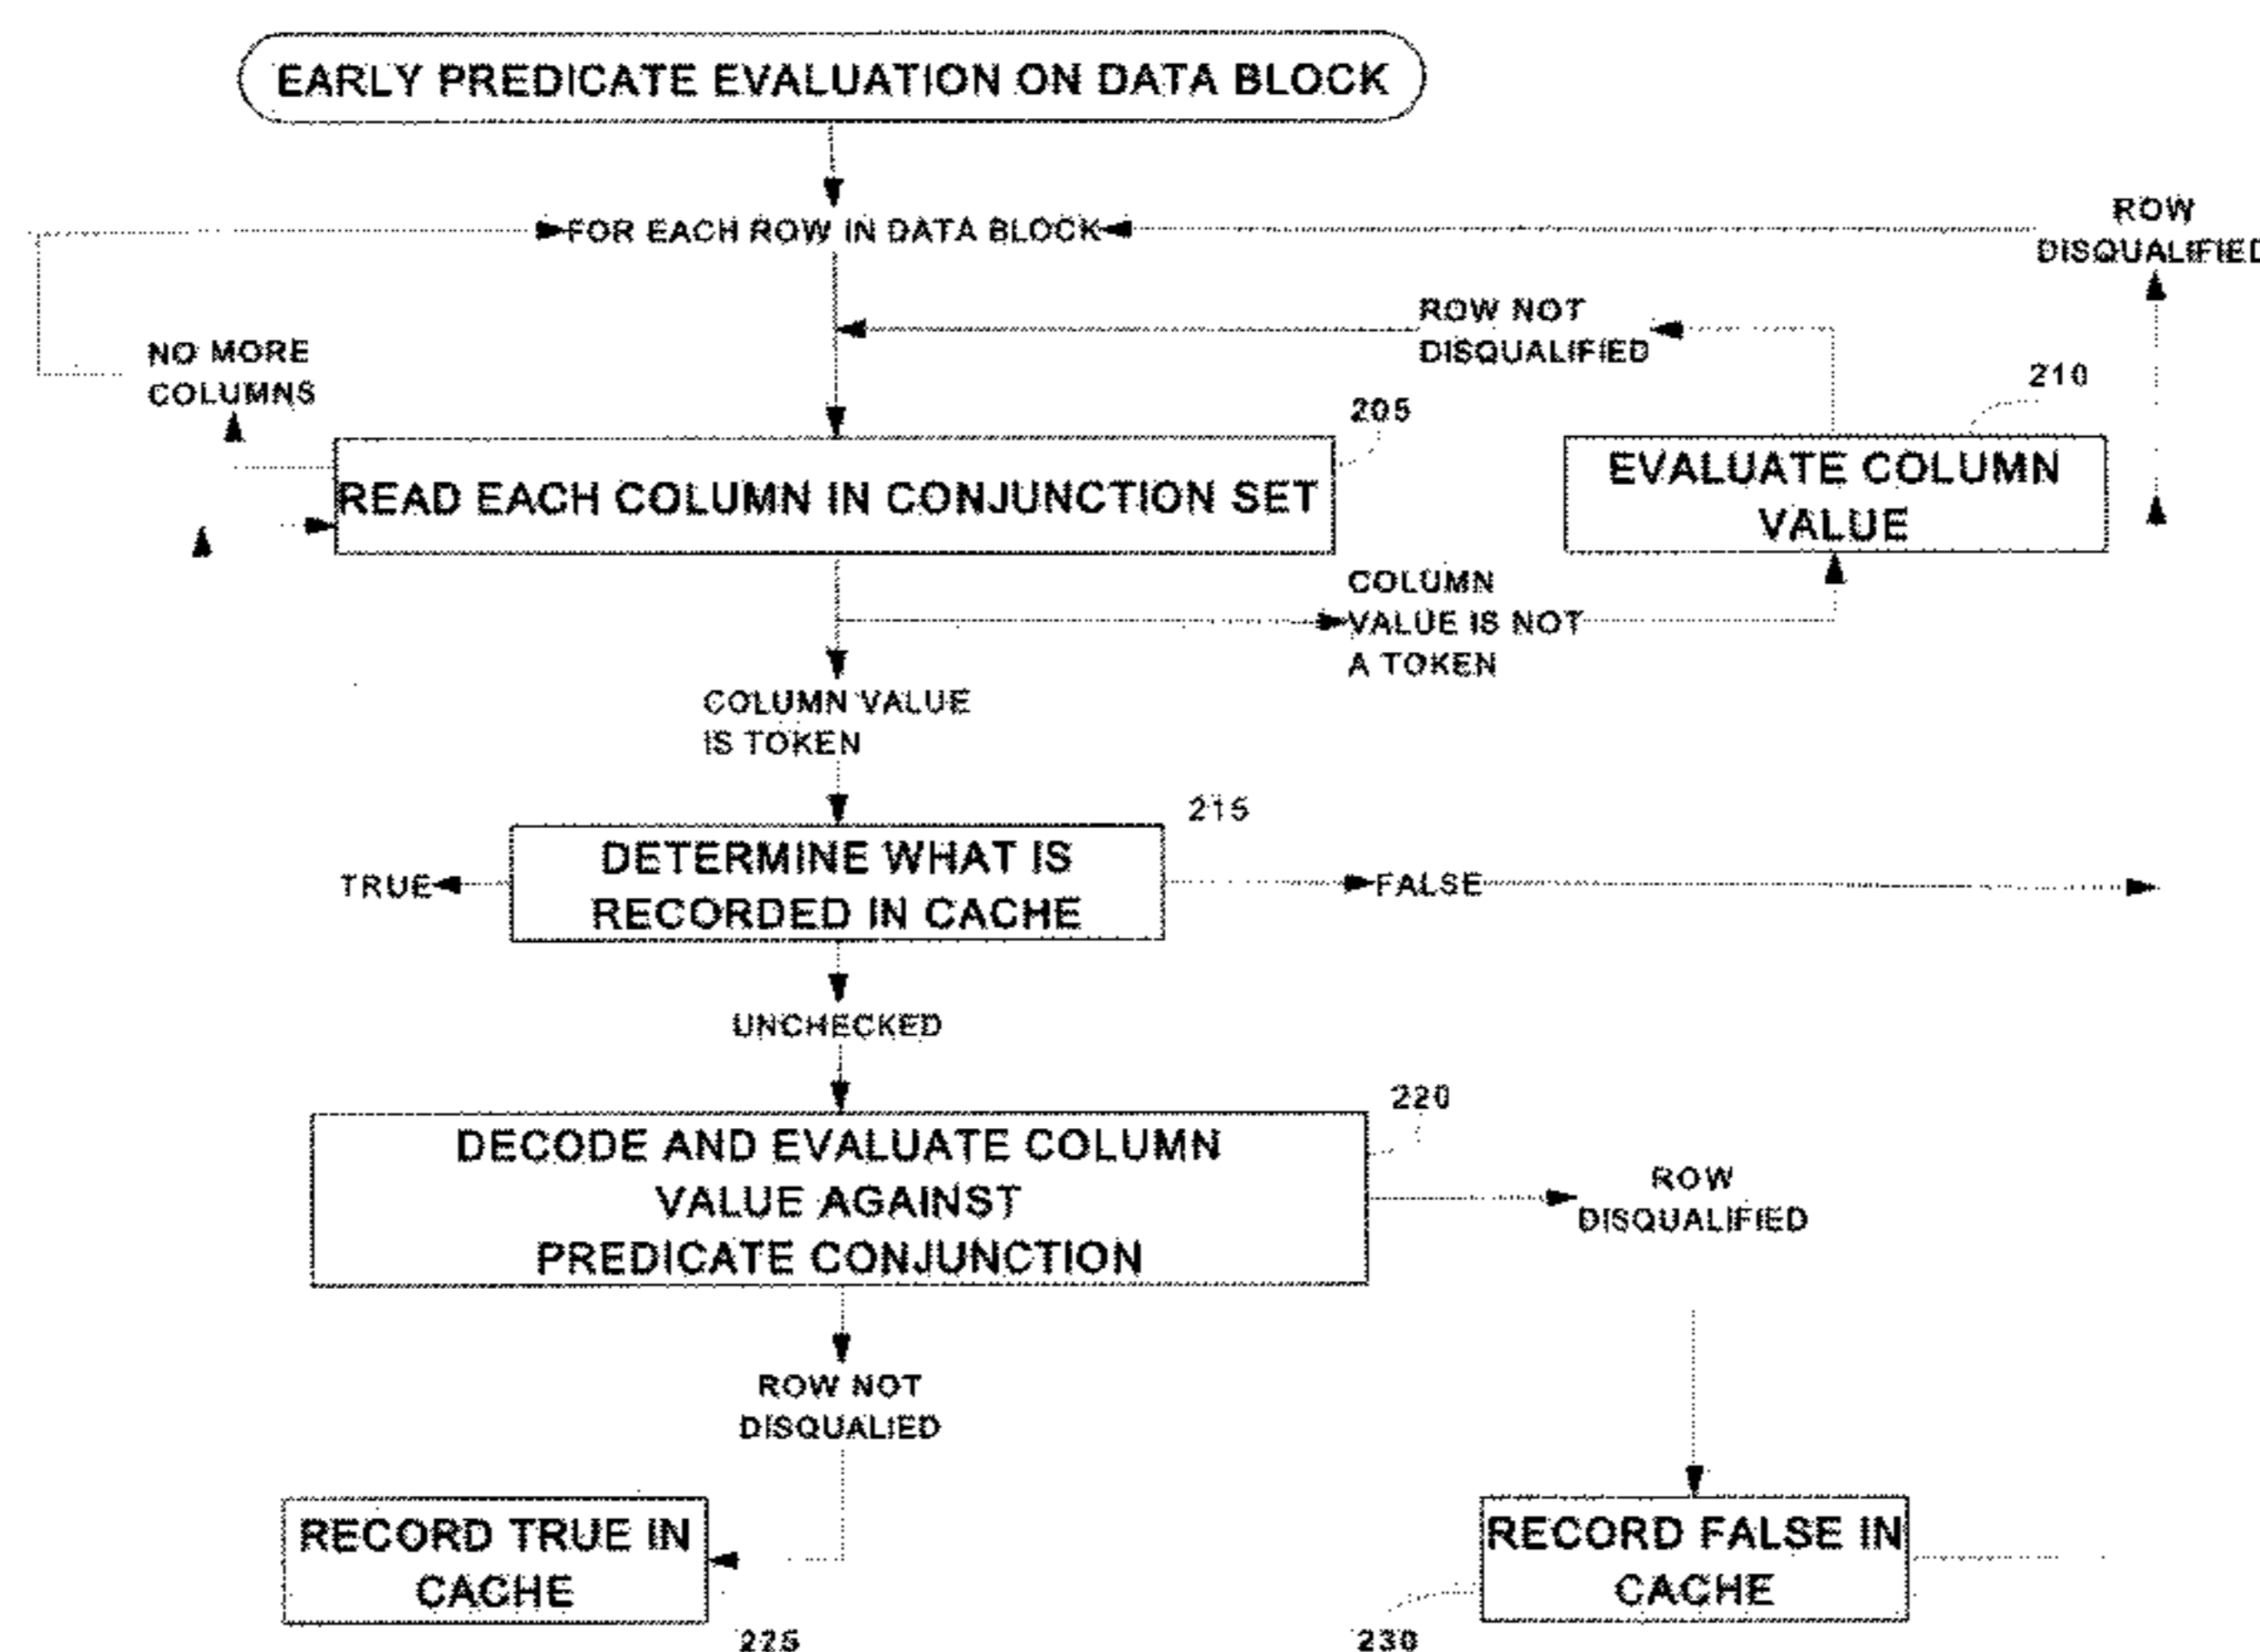 EARLY PREDICATE EVALUATION ON DATA BLOCK
FOR EACH ROW IN DATA BLOCK
ROW
DISQUALIFIED
ROW NOT
DISQUALIFIED
NO MORE
COLUMNS
205
210
READ EACH COLUMN IN CONJUNCTION SET
EVALUATE COLUMN
VALUE
COLUMN
VALUE IS NOT
A TOKEN
COLUMN VALUE
IS TOKEN
215
DETERMINE WHAT IS
RECORDED IN CACHE
TRUE
FALSE
UNCHECKED
220
DECODE AND EVALUATE COLUMN
VALUE AGAINST
PREDICATE CONJUNCTION
ROW
DISQUALIFIED
ROW NOT
DISQUALIED
RECORD TRUE IN
CACHE
225
RECORD FALSE IN
CACHE
230